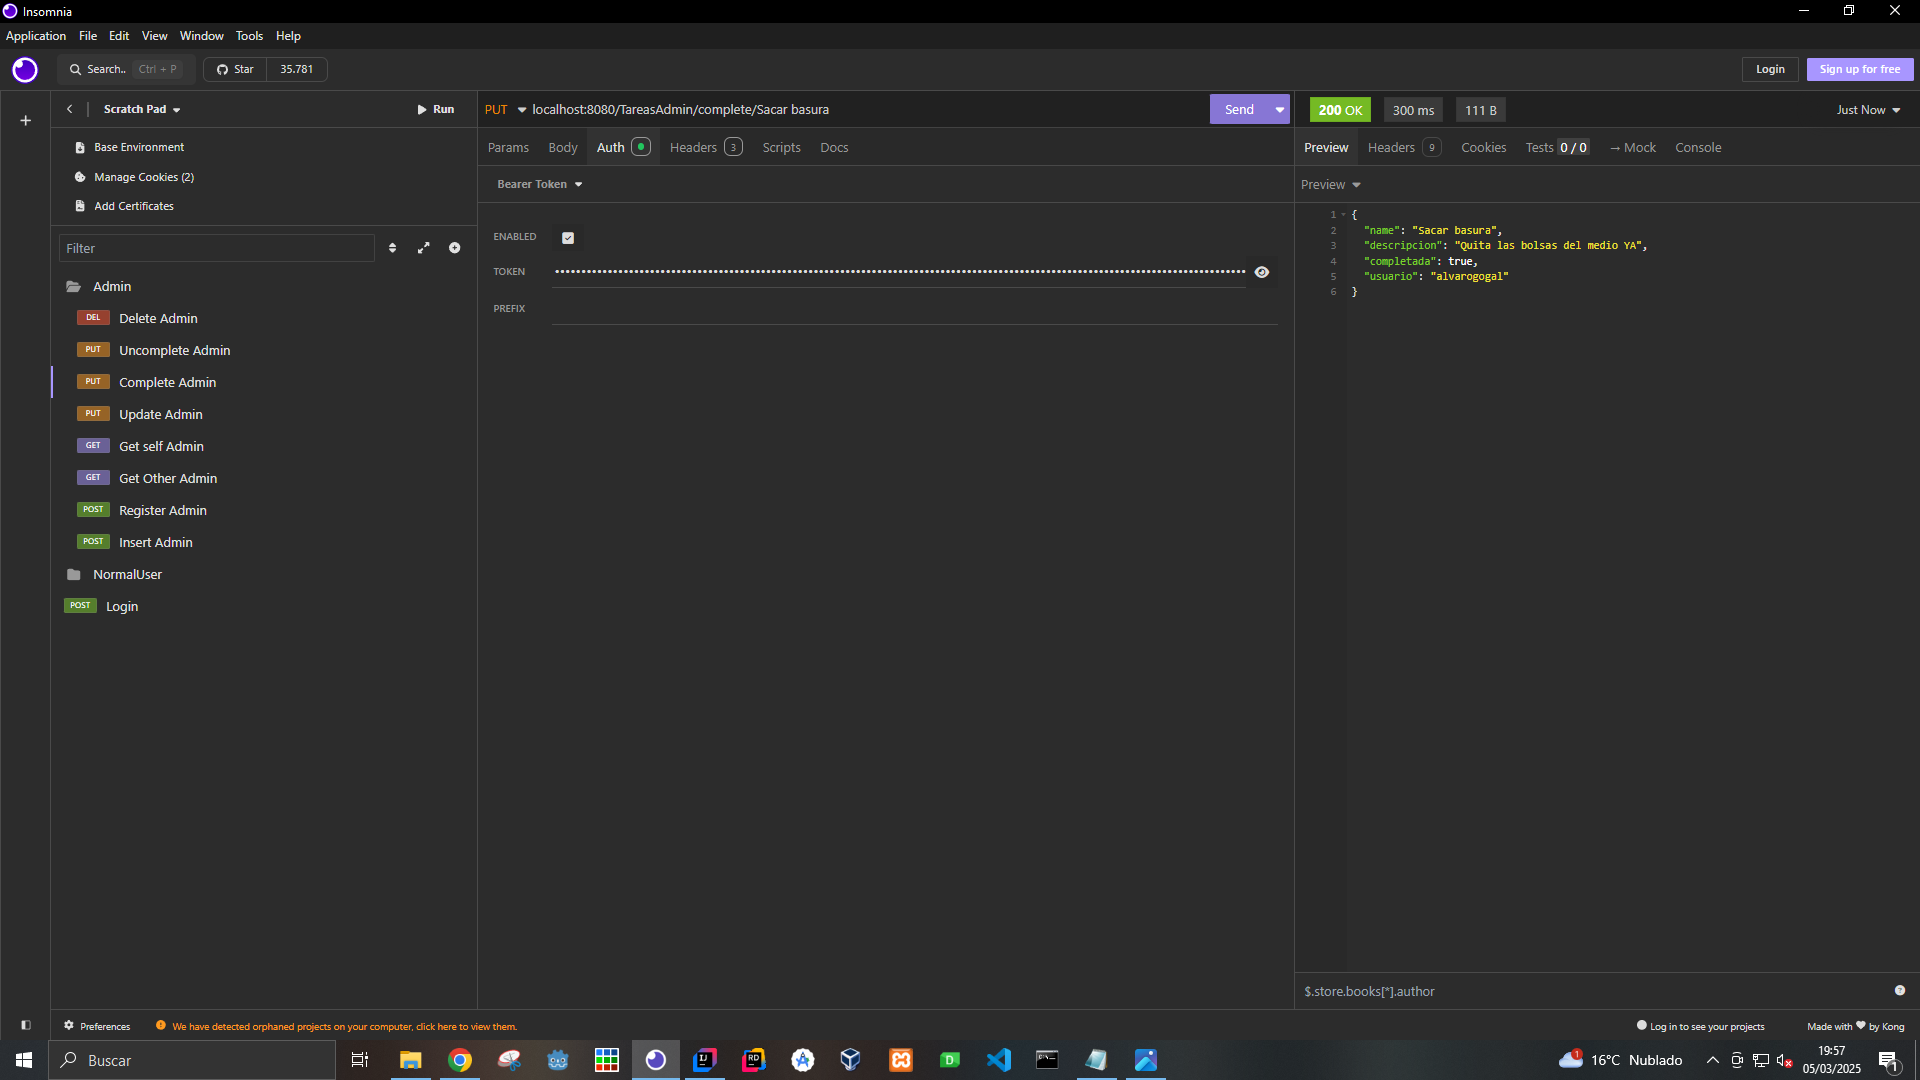 Insomnia
Application File Edit View Window Tools Help
Search.. Ctrl + P Star 35.781 Login Sign up for free
Scratch Pad Run
PUT localhost:8080/TareasAdmin/complete/Sacar basura Send
200 OK 300 ms 111 B Just Now
Base Environment
Manage Cookies (2)
Add Certificates
Params Body Auth Headers 3 Scripts Docs
Preview Headers 9 Cookies Tests 0 / 0 → Mock Console
Bearer Token
Preview
Filter
ENABLED
TOKEN
PREFIX
1 {
2 "name": "Sacar basura",
3 "descripcion": "Quita las bolsas del medio YA",
4 "completada": true,
5 "usuario": "alvarogogal"
6 }
Admin
DEL Delete Admin
PUT Uncomplete Admin
PUT Complete Admin
PUT Update Admin
GET Get self Admin
GET Get Other Admin
POST Register Admin
POST Insert Admin
NormalUser
POST Login
$.store.books[*].author
Preferences We have detected orphaned projects on your computer, click here to view them. Log in to see your projects Made with ❤ by Kong
Buscar 16°C Nublado 19:57
05/03/2025